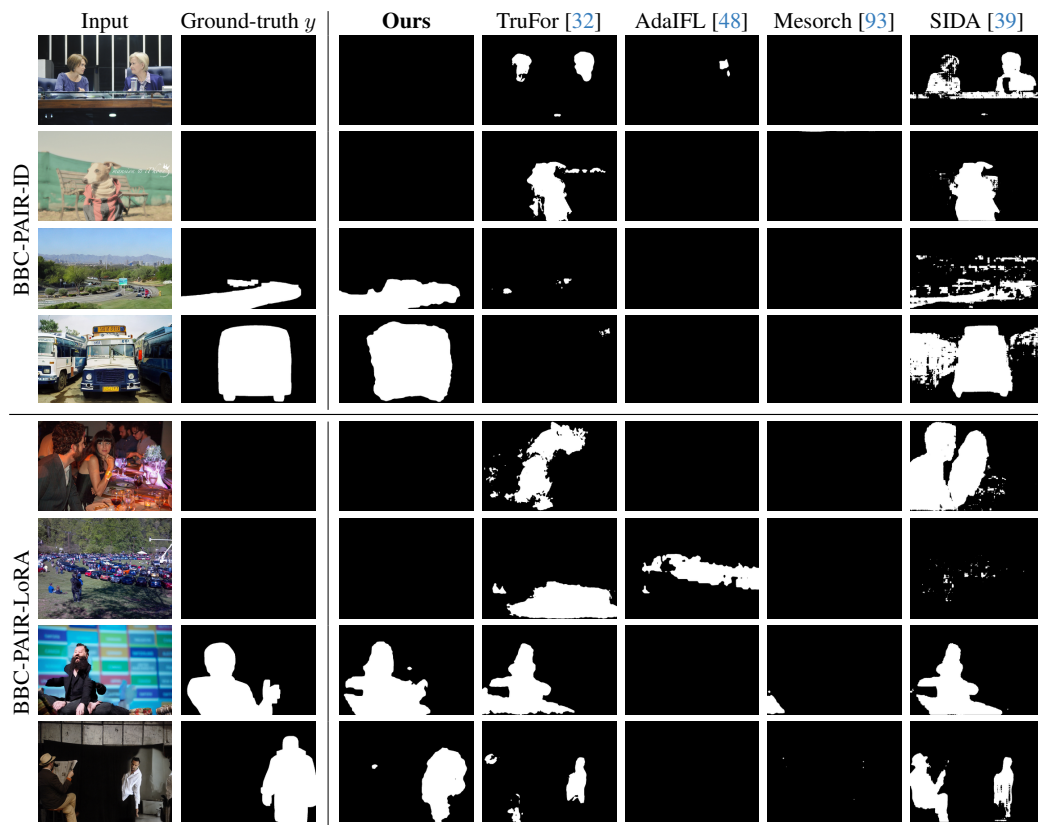 Input Ground-truth y Ours TruFor [32] AdaIFL [48] Mesorch [93] SIDA [39]
BBC-PAIR-ID
BBC-PAIR-LoRA